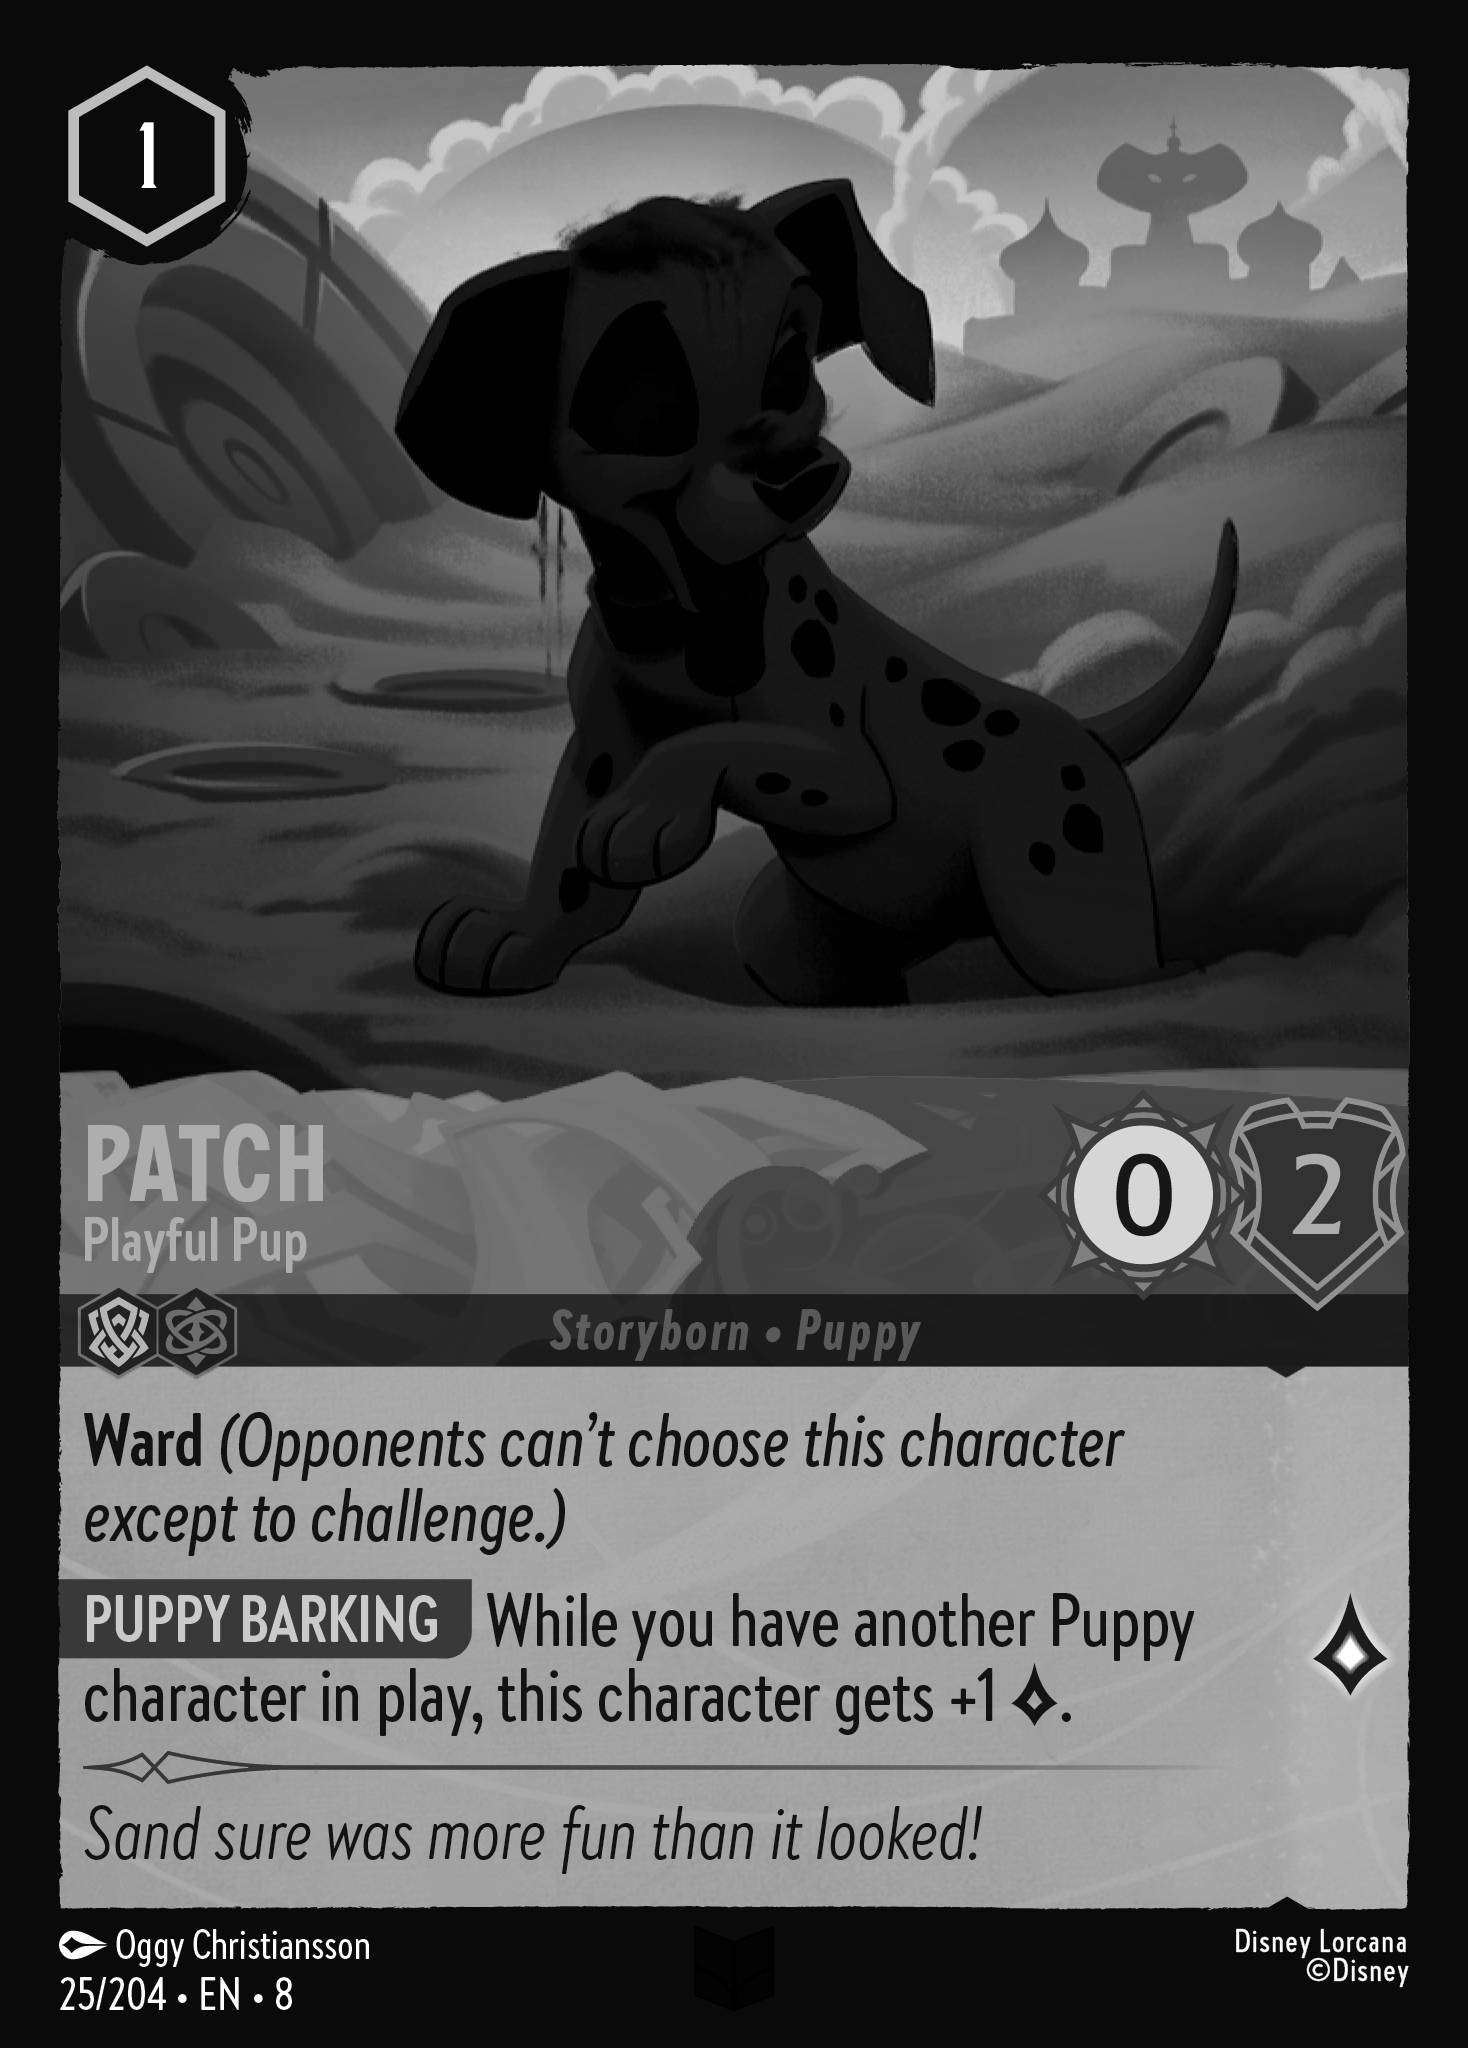 1
PATCH
Playful Pup
0
2
Storyborn • Puppy
Ward (Opponents can't choose this character
except to challenge.)
PUPPY BARKING While you have another Puppy
character in play, this character gets +1 .
Sand sure was more fun than it looked!
Oggy Christiansson
25/204 • EN • 8
Disney Lorcana
©Disney